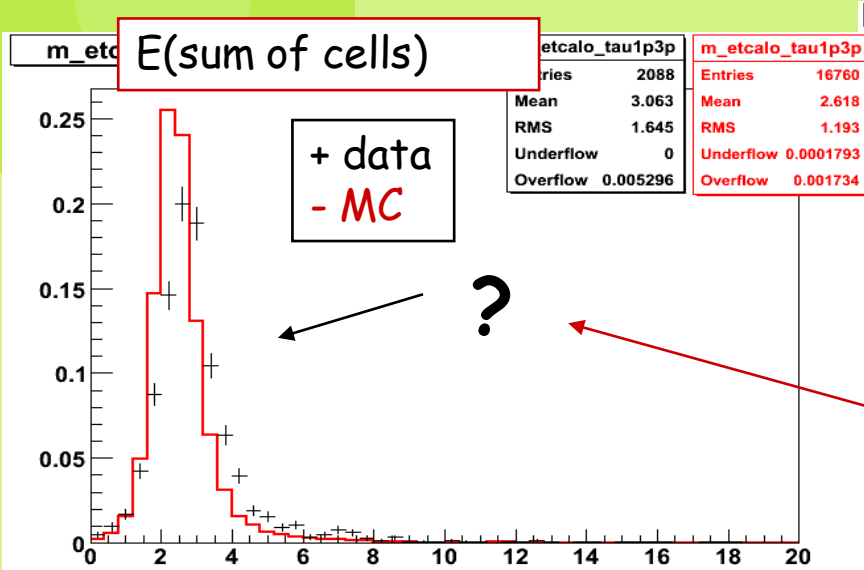 E(sum of cells)
m_etc
etcalo_tau1p3p
ries 2088
Mean 3.063
RMS 1.645
Underflow 0
Overflow 0.005296
m_etcalo_tau1p3p
Entries 16760
Mean 2.618
RMS 1.193
Underflow 0.0001793
Overflow 0.001734
+ data
- MC
?
0.25
0.2
0.15
0.1
0.05
0
0 2 4 6 8 10 12 14 16 18 20